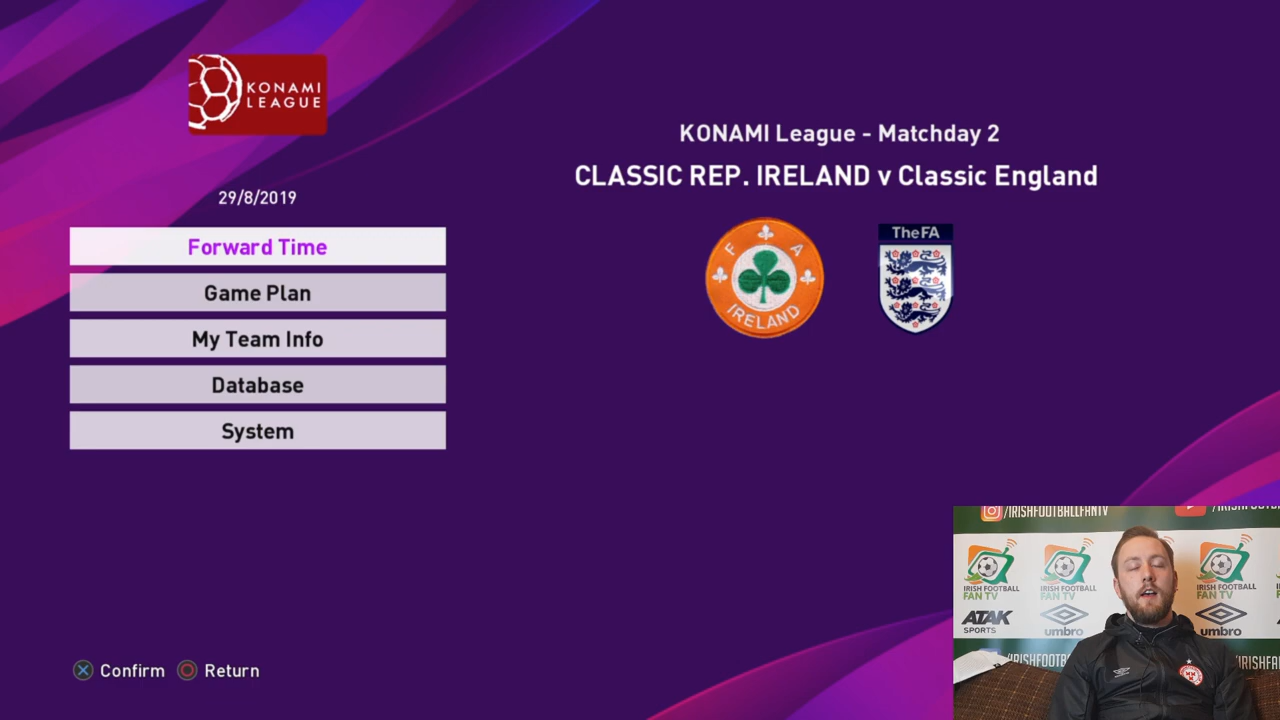 KONAMI
LEAGUE
29/8/2019
Forward Time
Game Plan
My Team Info
Database
System
Confirm
Return
KONAMI League - Matchday 2
CLASSIC REP. IRELAND v Classic England
F A
IRELAND
TheFA
/IRISHFOOTBALLFANTV
IRISH FOOTBALL
FAN TV
IRISH FOOTBALL
FAN TV
IRISH FOOTBALL
FAN TV
ATAK
SPORTS
umbro
umbro